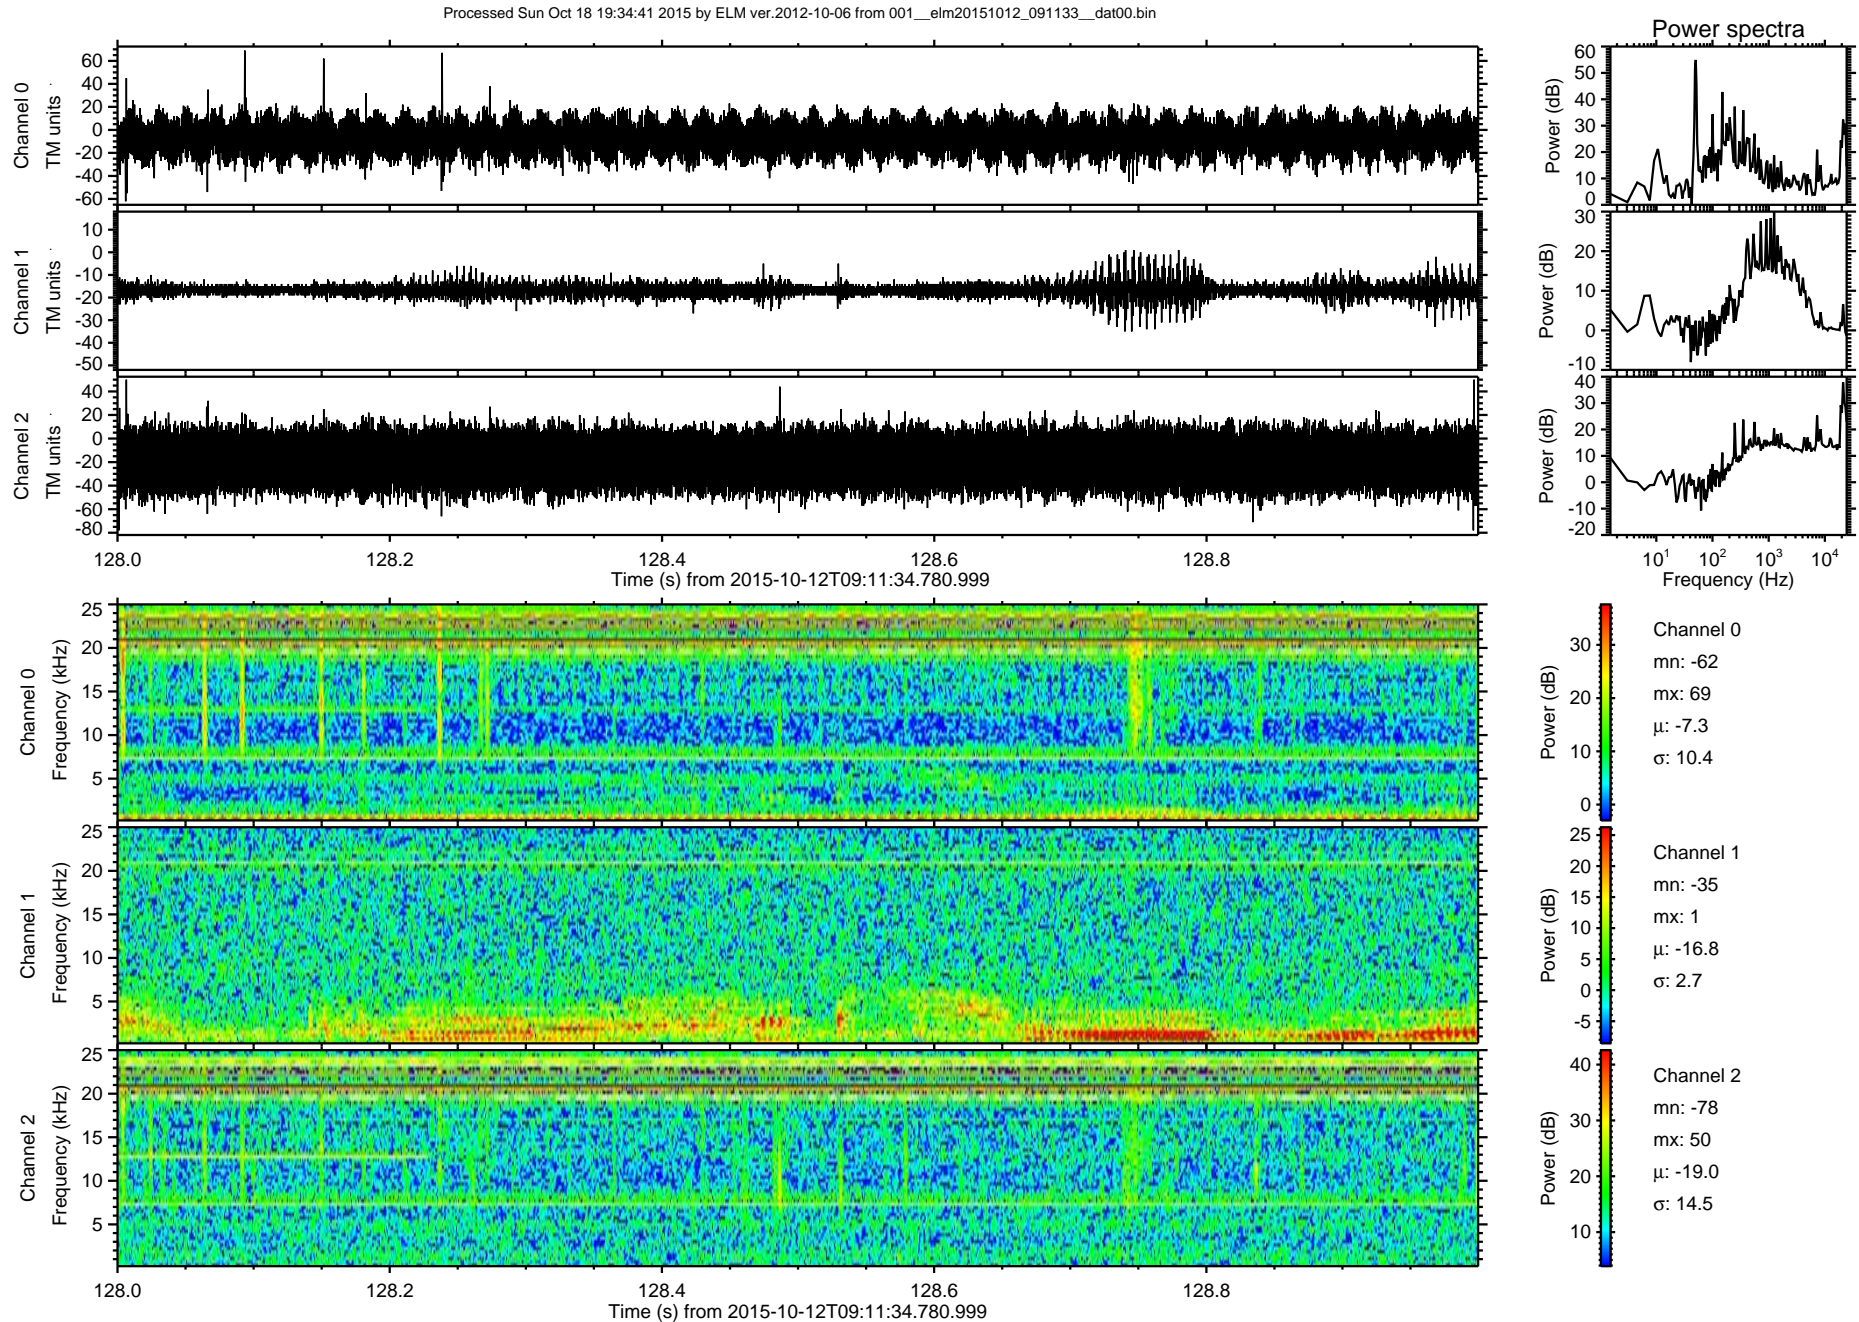 Processed Sun Oct 18 19:34:41 2015 by ELM ver.2012-10-06 from 001__elm20151012_091133__dat00.bin
Power spectra
Channel 0
TM units
60
40
20
0
-20
-40
-60
Power (dB)
60
50
40
30
20
10
0
Channel 1
TM units
10
0
-10
-20
-30
-40
-50
Power (dB)
30
20
10
0
-10
Channel 2
TM units
40
20
0
-20
-40
-60
-80
Power (dB)
40
30
20
10
0
-10
-20
128.0 128.2 128.4 128.6 128.8
Time (s) from 2015-10-12T09:11:34.780.999
10¹ 10² 10³ 10⁴
Frequency (Hz)
Channel 0
Frequency (kHz)
25
20
15
10
5
Power (dB)
30
20
10
0
Channel 0
mn: -62
mx: 69
µ: -7.3
σ: 10.4
Channel 1
Frequency (kHz)
25
20
15
10
5
Power (dB)
25
20
15
10
5
0
-5
Channel 1
mn: -35
mx: 1
µ: -16.8
σ: 2.7
Channel 2
Frequency (kHz)
25
20
15
10
5
Power (dB)
40
30
20
10
Channel 2
mn: -78
mx: 50
µ: -19.0
σ: 14.5
128.0 128.2 128.4 128.6 128.8
Time (s) from 2015-10-12T09:11:34.780.999